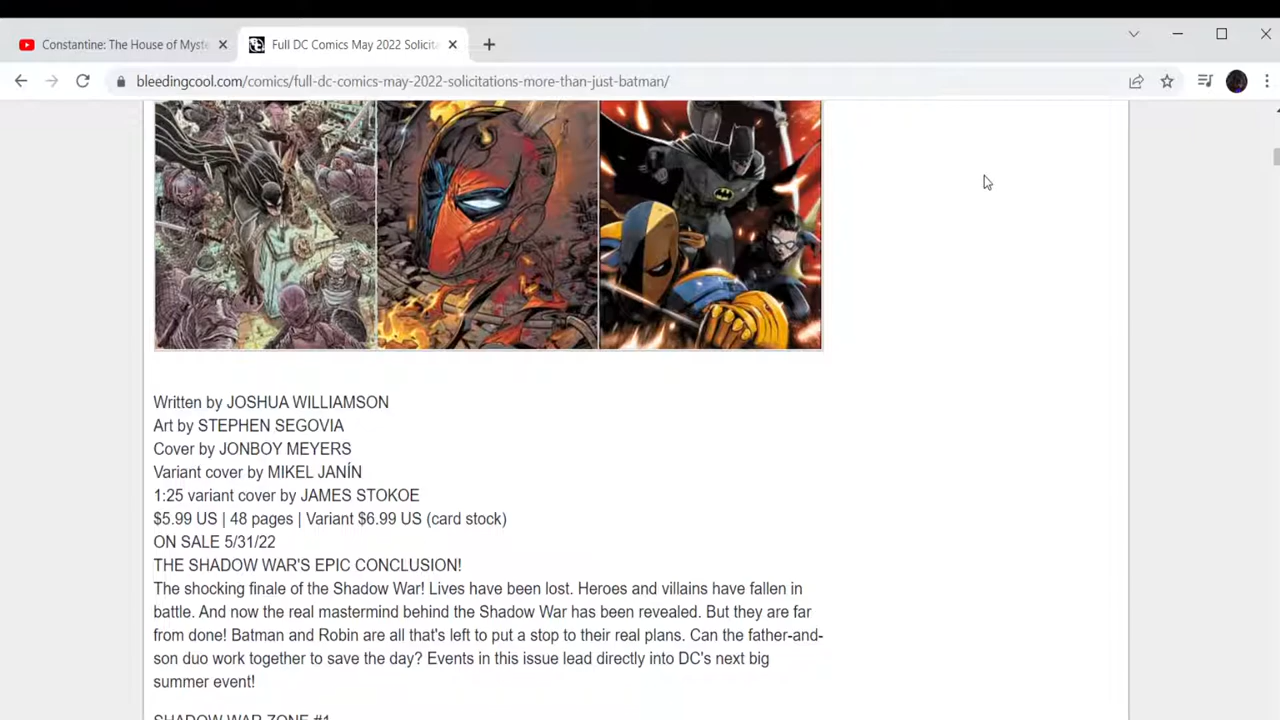 Constantine: The House of Myste
Full DC Comics May 2022 Solicita
bleedingcool.com/comics/full-dc-comics-may-2022-solicitations-more-than-just-batman/
Written by JOSHUA WILLIAMSON
Art by STEPHEN SEGOVIA
Cover by JONBOY MEYERS
Variant cover by MIKEL JANÍN
1:25 variant cover by JAMES STOKOE
$5.99 US | 48 pages | Variant $6.99 US (card stock)
ON SALE 5/31/22
THE SHADOW WAR'S EPIC CONCLUSION!
The shocking finale of the Shadow War! Lives have been lost. Heroes and villains have fallen in
battle. And now the real mastermind behind the Shadow War has been revealed. But they are far
from done! Batman and Robin are all that's left to put a stop to their real plans. Can the father-and-
son duo work together to save the day? Events in this issue lead directly into DC's next big
summer event!
SHADOW WAR ZONE #1